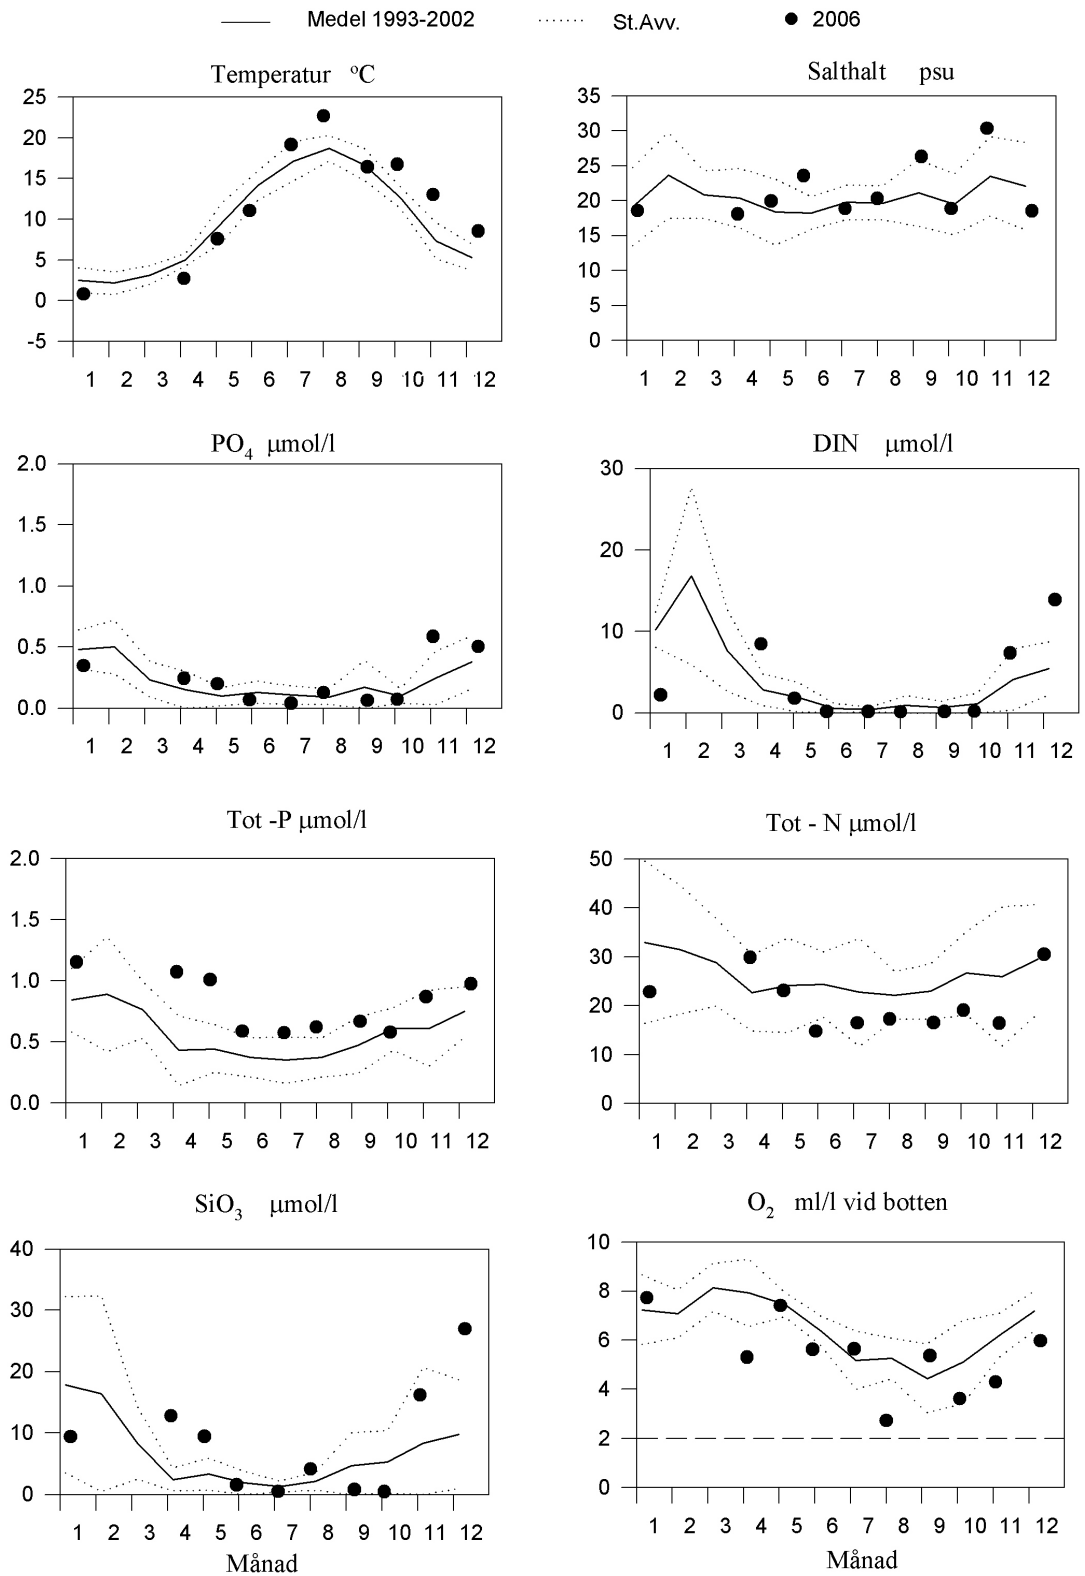 Medel 1993-2002 St.Avv. 2006
Temperatur ºC
25
20
15
10
5
0
-5
1 2 3 4 5 6 7 8 9 10 11 12
Salthalt psu
35
30
25
20
15
10
5
0
1 2 3 4 5 6 7 8 9 10 11 12
PO4 µmol/l
2.0
1.5
1.0
0.5
0.0
1 2 3 4 5 6 7 8 9 10 11 12
DIN µmol/l
30
20
10
0
1 2 3 4 5 6 7 8 9 10 11 12
Tot -P µmol/l
2.0
1.5
1.0
0.5
0.0
1 2 3 4 5 6 7 8 9 10 11 12
Tot - N µmol/l
50
40
30
20
10
0
1 2 3 4 5 6 7 8 9 10 11 12
SiO3 µmol/l
40
30
20
10
0
1 2 3 4 5 6 7 8 9 10 11 12
Månad
O2 ml/l vid botten
10
8
6
4
2
0
1 2 3 4 5 6 7 8 9 10 11 12
Månad